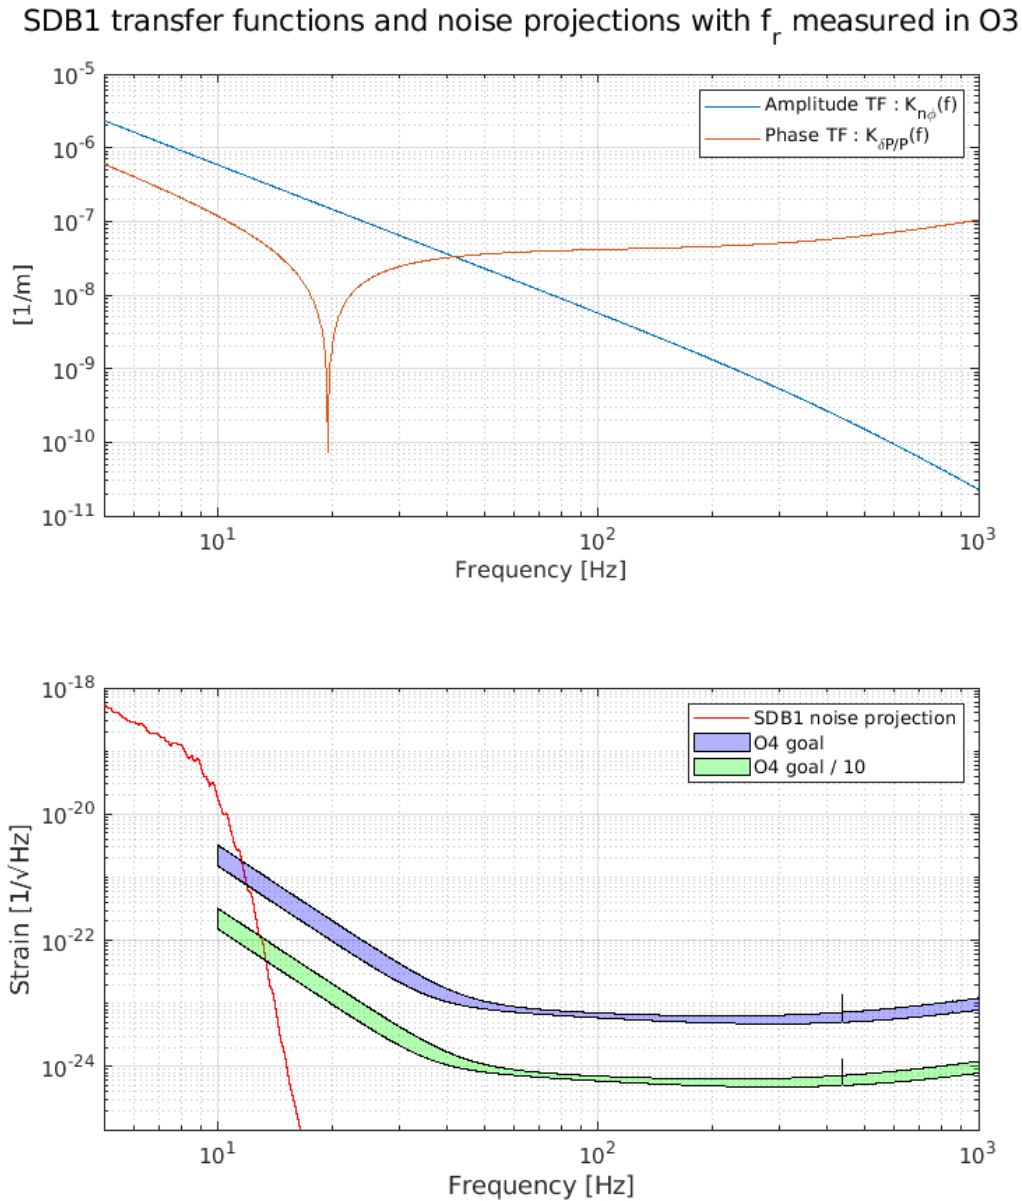 SDB1 transfer functions and noise projections with f_r measured in O3
10^-5
10^-6
10^-7
10^-8
10^-9
10^-10
10^-11
[1/m]
Amplitude TF : K_nϕ(f)
Phase TF : K_δP/P(f)
10^1
10^2
10^3
Frequency [Hz]
10^-18
10^-20
10^-22
10^-24
Strain [1/√Hz]
SDB1 noise projection
O4 goal
O4 goal / 10
10^1
10^2
10^3
Frequency [Hz]